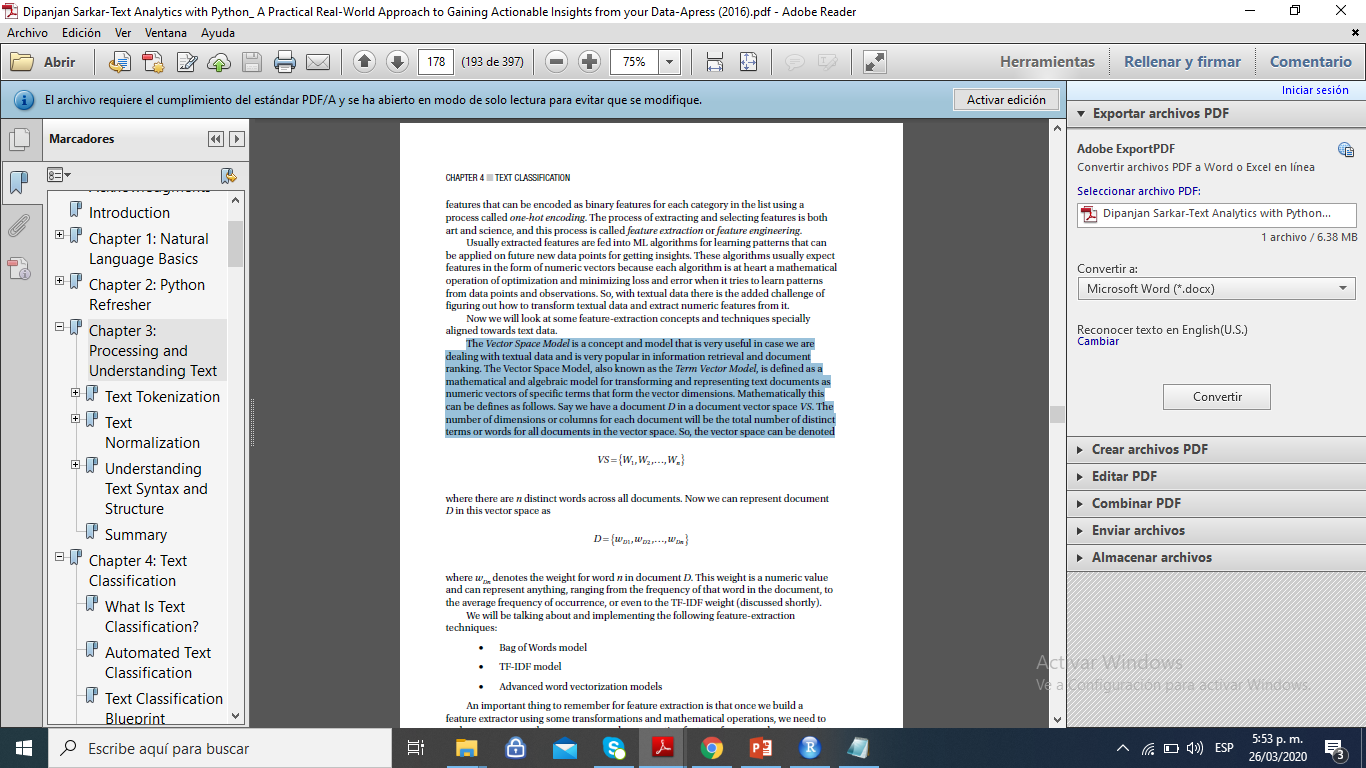 Dipanjan Sarkar-Text Analytics with Python_ A Practical Real-World Approach to Gaining Actionable Insights from your Data-Apress (2016).pdf - Adobe Reader
Archivo Edición Ver Ventana Ayuda
Abrir 178 (193 de 397) 75% Herramientas Rellenar y firmar Comentario
El archivo requiere el cumplimiento del estándar PDF/A y se ha abierto en modo de solo lectura para evitar que se modifique. Activar edición
Marcadores
Introduction
Chapter 1: Natural
Language Basics
Chapter 2: Python
Refresher
Chapter 3:
Processing and
Understanding Text
Text Tokenization
Text
Normalization
Understanding
Text Syntax and
Structure
Summary
Chapter 4: Text
Classification
What Is Text
Classification?
Automated Text
Classification
Text Classification
Blueprint
CHAPTER 4 ■ TEXT CLASSIFICATION
features that can be encoded as binary features for each category in the list using a
process called one-hot encoding. The process of extracting and selecting features is both
art and science, and this process is called feature extraction or feature engineering.
Usually extracted features are fed into ML algorithms for learning patterns that can
be applied on future new data points for getting insights. These algorithms usually expect
features in the form of numeric vectors because each algorithm is at heart a mathematical
operation of optimization and minimizing loss and error when it tries to learn patterns
from data points and observations. So, with textual data there is the added challenge of
figuring out how to transform textual data and extract numeric features from it.
Now we will look at some feature-extraction concepts and techniques specially
aligned towards text data.
The Vector Space Model is a concept and model that is very useful in case we are
dealing with textual data and is very popular in information retrieval and document
ranking. The Vector Space Model, also known as the Term Vector Model, is defined as a
mathematical and algebraic model for transforming and representing text documents as
numeric vectors of specific terms that form the vector dimensions. Mathematically this
can be defines as follows. Say we have a document D in a document vector space VS. The
number of dimensions or columns for each document will be the total number of distinct
terms or words for all documents in the vector space. So, the vector space can be denoted
VS = {W1, W2, ..., Wn}
where there are n distinct words across all documents. Now we can represent document
D in this vector space as
D = {wD1, wD2, ..., wDn}
where wDn denotes the weight for word n in document D. This weight is a numeric value
and can represent anything, ranging from the frequency of that word in the document, to
the average frequency of occurrence, or even to the TF-IDF weight (discussed shortly).
We will be talking about and implementing the following feature-extraction
techniques:
• Bag of Words model
• TF-IDF model
• Advanced word vectorization models
An important thing to remember for feature extraction is that once we build a
feature extractor using some transformations and mathematical operations, we need to
Iniciar sesión
Exportar archivos PDF
Adobe ExportPDF
Convertir archivos PDF a Word o Excel en línea
Seleccionar archivo PDF:
Dipanjan Sarkar-Text Analytics with Python...
1 archivo / 6.38 MB
Convertir a:
Microsoft Word (*.docx)
Reconocer texto en English(U.S.)
Cambiar
Convertir
Crear archivos PDF
Editar PDF
Combinar PDF
Enviar archivos
Almacenar archivos
Activar Windows
Ve a Configuración para activar Windows.
Escribe aquí para buscar
ESP
5:53 p. m.
26/03/2020
3